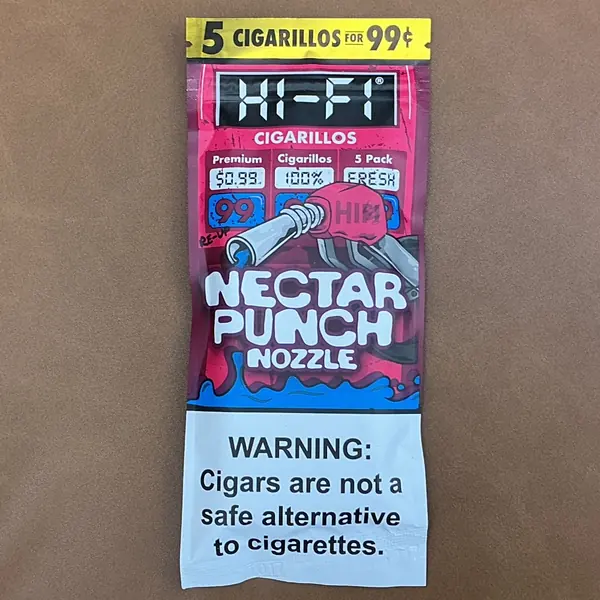 5 CIGARILLOS FOR 99¢
HI-FI®
CIGARILLOS
Premium Cigarillos 5 Pack
$0.99 100% FRESH
99
HIFI
RE-UP
NECTAR
PUNCH
NOZZLE
WARNING:
Cigars are not a
safe alternative
to cigarettes.